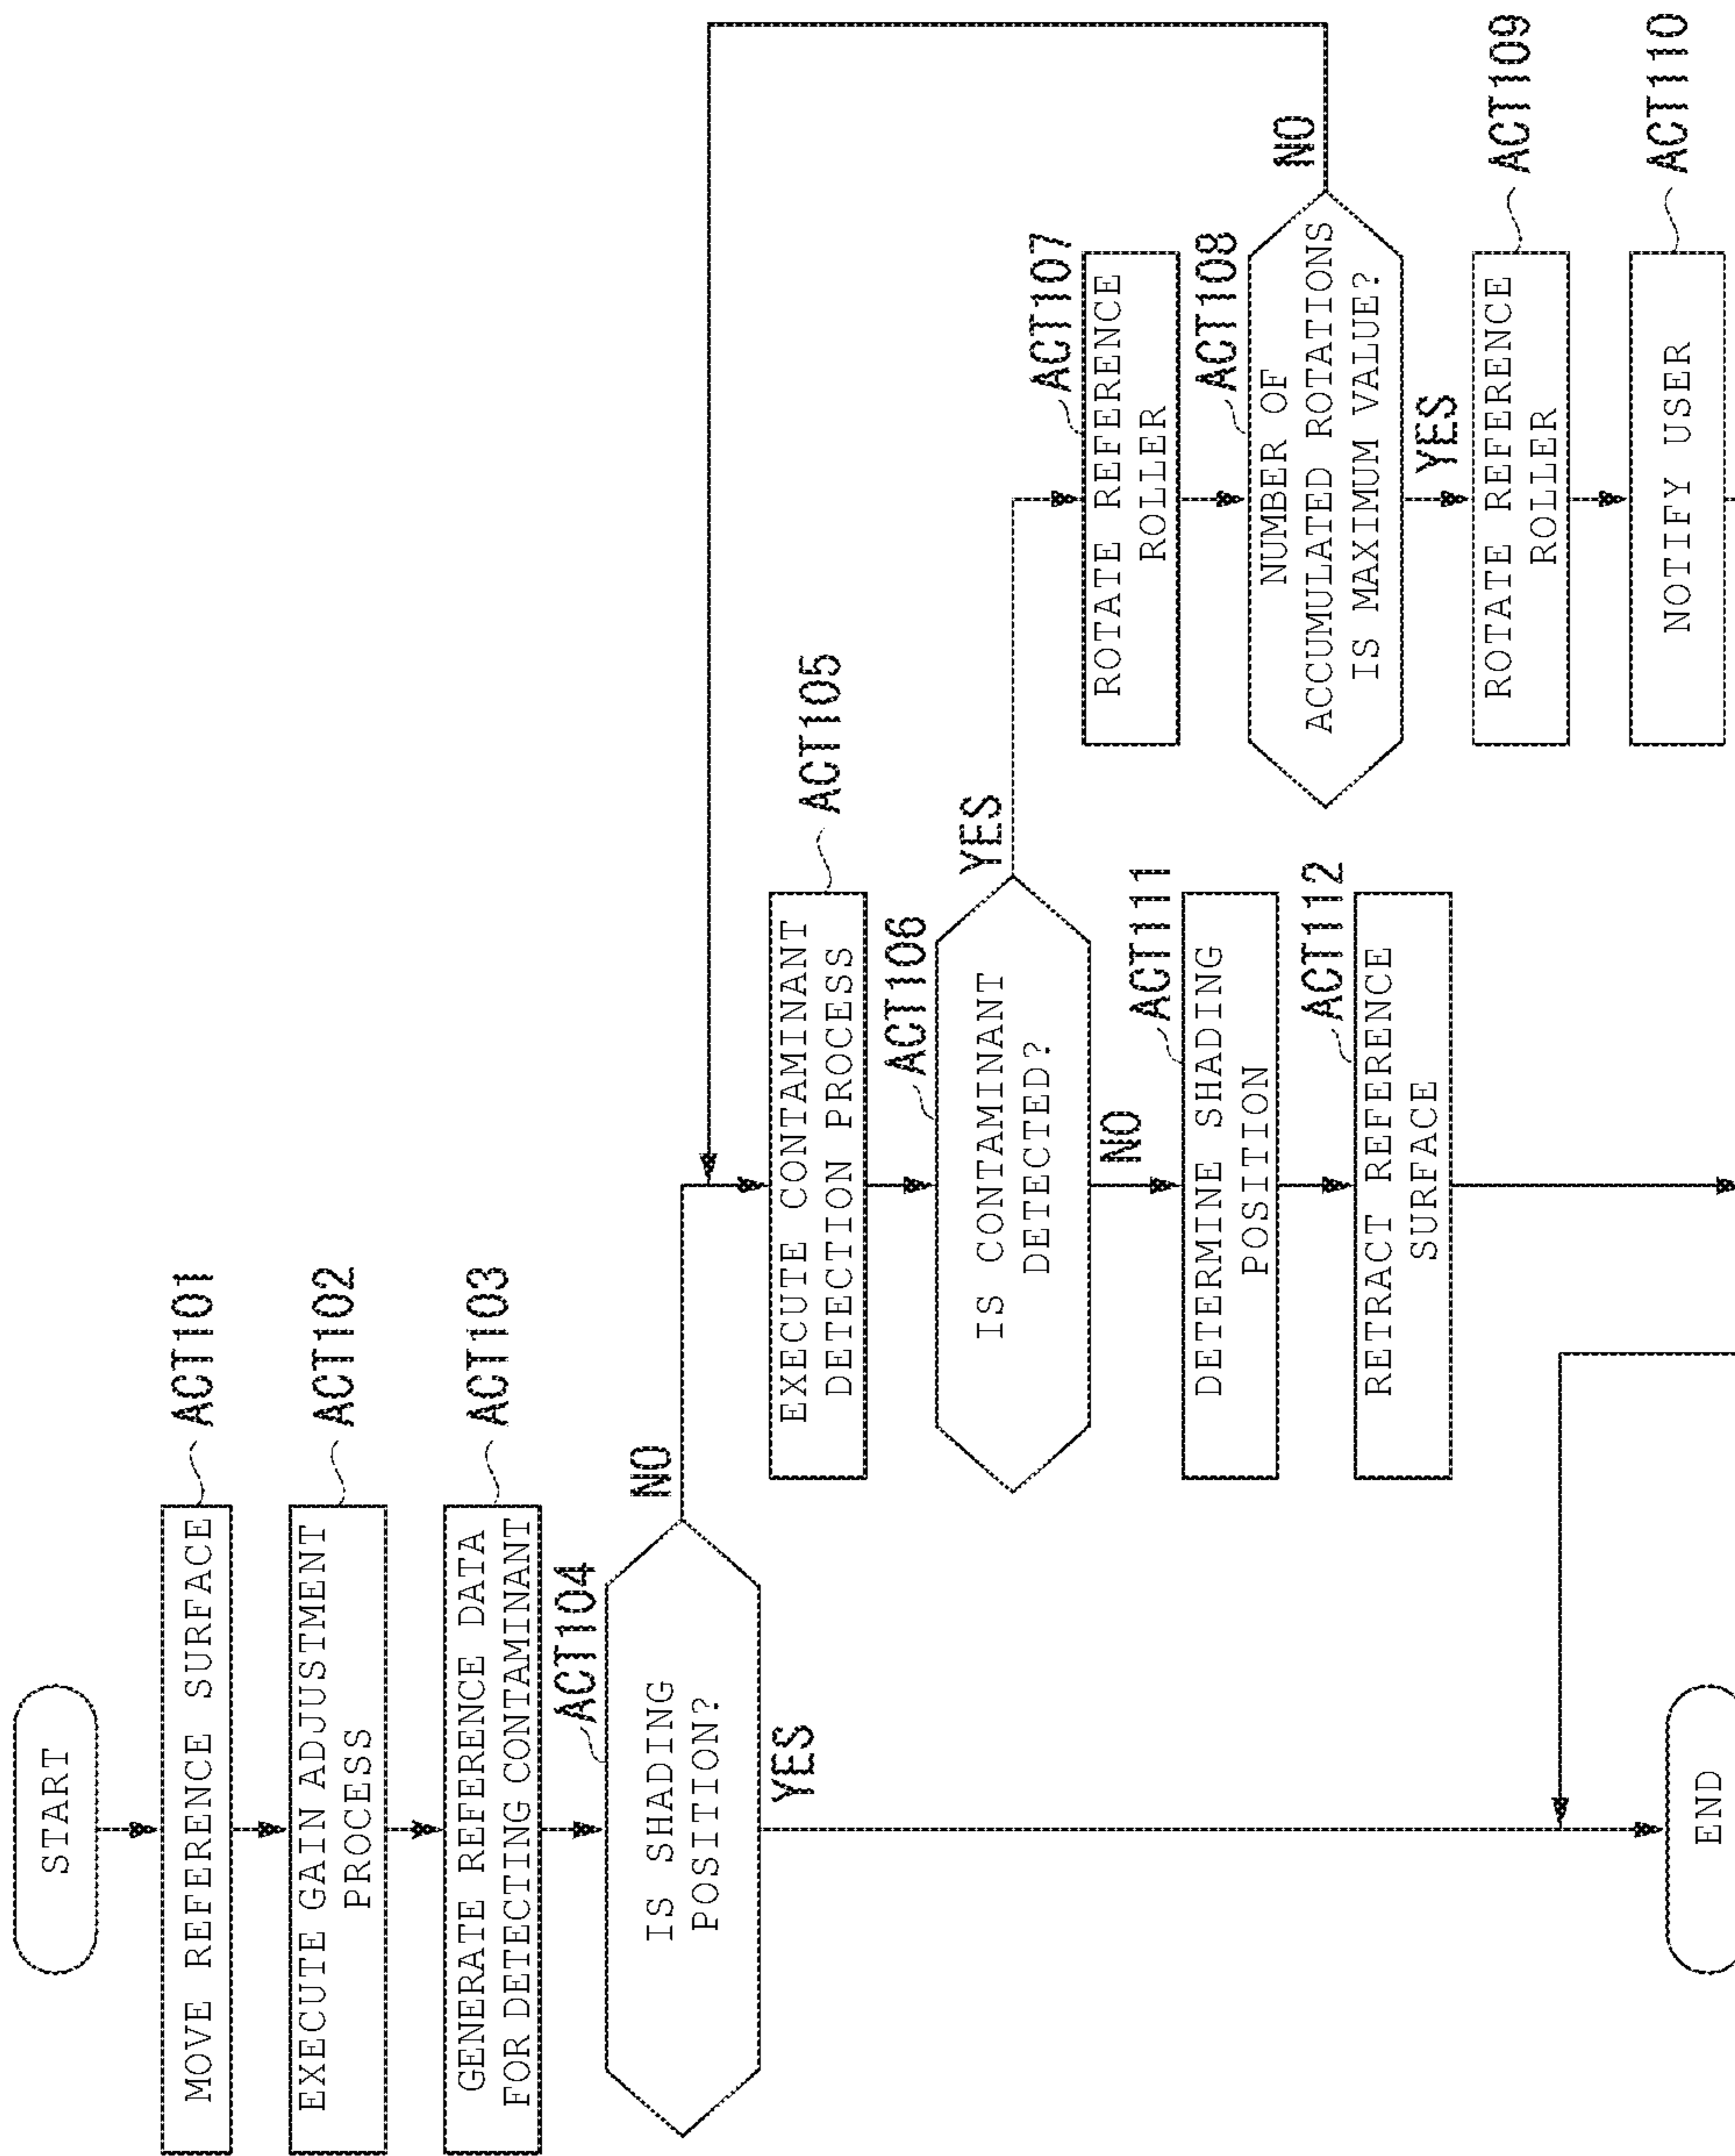 START
MOVE REFERENCE SURFACE
ACT101
EXECUTE GAIN ADJUSTMENT
PROCESS
ACT102
GENERATE REFERENCE DATA
FOR DETECTING CONTAMINANT
ACT103
ACT104
IS SHADING
POSITION?
NO
YES
EXECUTE CONTAMINANT
DETECTION PROCESS
ACT105
ACT106
IS CONTAMINANT
DETECTED?
YES
NO
ACT107
ROTATE REFERENCE
ROLLER
ACT108
NUMBER OF
ACCUMULATED ROTATIONS
IS MAXIMUM VALUE?
NO
YES
ROTATE REFERENCE
ROLLER
ACT109
NOTIFY USER
ACT110
ACT111
DETERMINE SHADING
POSITION
ACT112
RETRACT REFERENCE
SURFACE
END